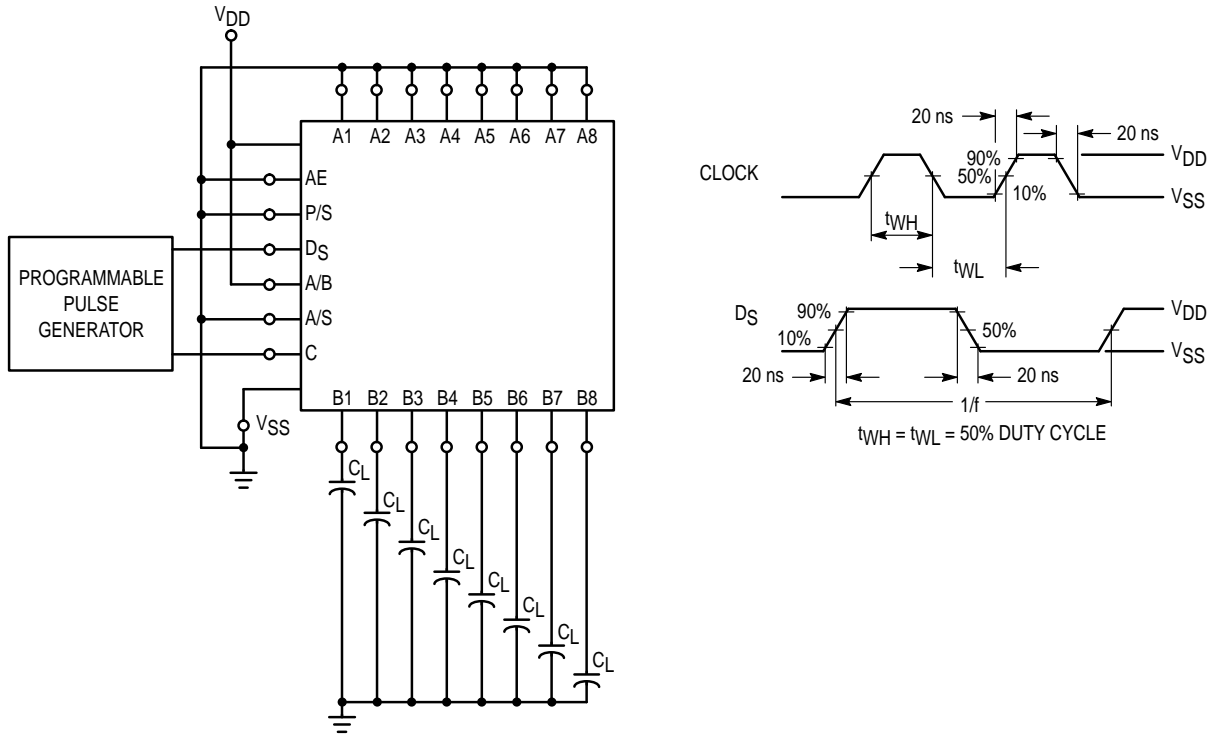 VDD
A1 A2 A3 A4 A5 A6 A7 A8
AE
P/S
DS
A/B
A/S
C
PROGRAMMABLE
PULSE
GENERATOR
VSS
B1 B2 B3 B4 B5 B6 B7 B8
CL
CL
CL
CL
CL
CL
CL
CL
20 ns
20 ns
CLOCK
90%
50%
10%
VDD
VSS
tWH
tWL
DS
90%
10%
50%
VDD
VSS
20 ns
20 ns
1/f
tWH = tWL = 50% DUTY CYCLE